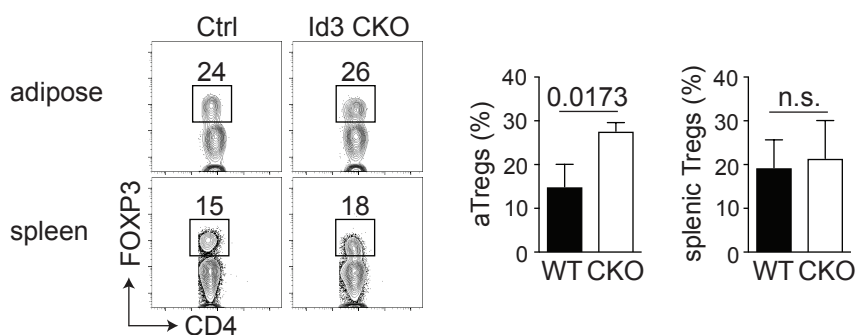 Ctrl
Id3 CKO
adipose
24
26
spleen
15
18
FOXP3
CD4
aTregs (%)
40
30
20
10
0
0.0173
WT CKO
splenic Tregs (%)
40
30
20
10
0
n.s.
WT CKO